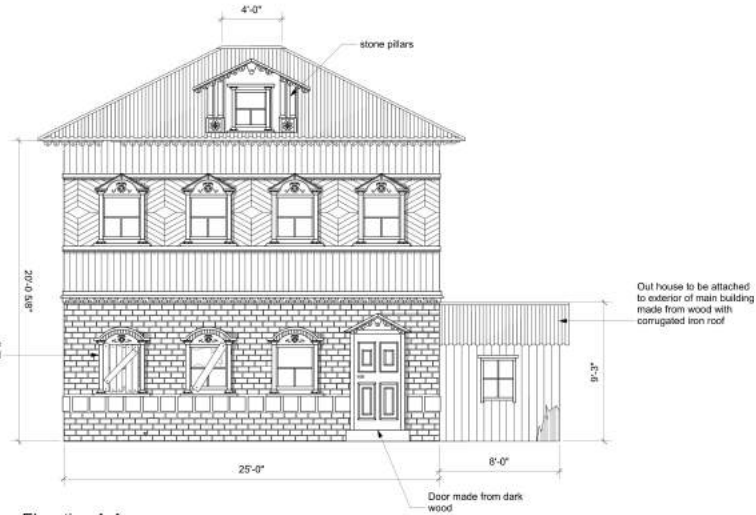 4'-0"
stone pillars
20'-0 5/8"
Out house to be attached
to exterior of main building
made from wood with
corrugated iron roof
9'-3"
25'-0"
8'-0"
Door made from dark
wood